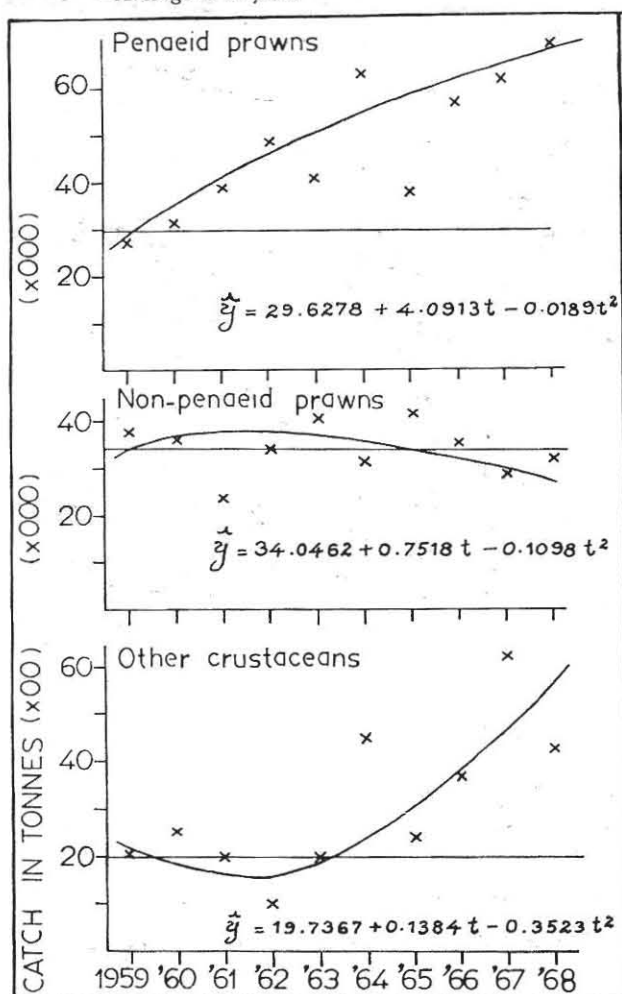 Penaeid prawns
60
40
20
(x000)
ŷ = 29.6278 + 4.0913t - 0.0189t²
Non-penaeid prawns
40
20
(x000)
ŷ = 34.0462 + 0.7518 t - 0.1098 t²
Other crustaceans
60
40
20
CATCH IN TONNES (x00)
ŷ = 19.7367 + 0.1384 t - 0.3523 t²
1959 '60 '61 '62 '63 '64 '65 '66 '67 '68